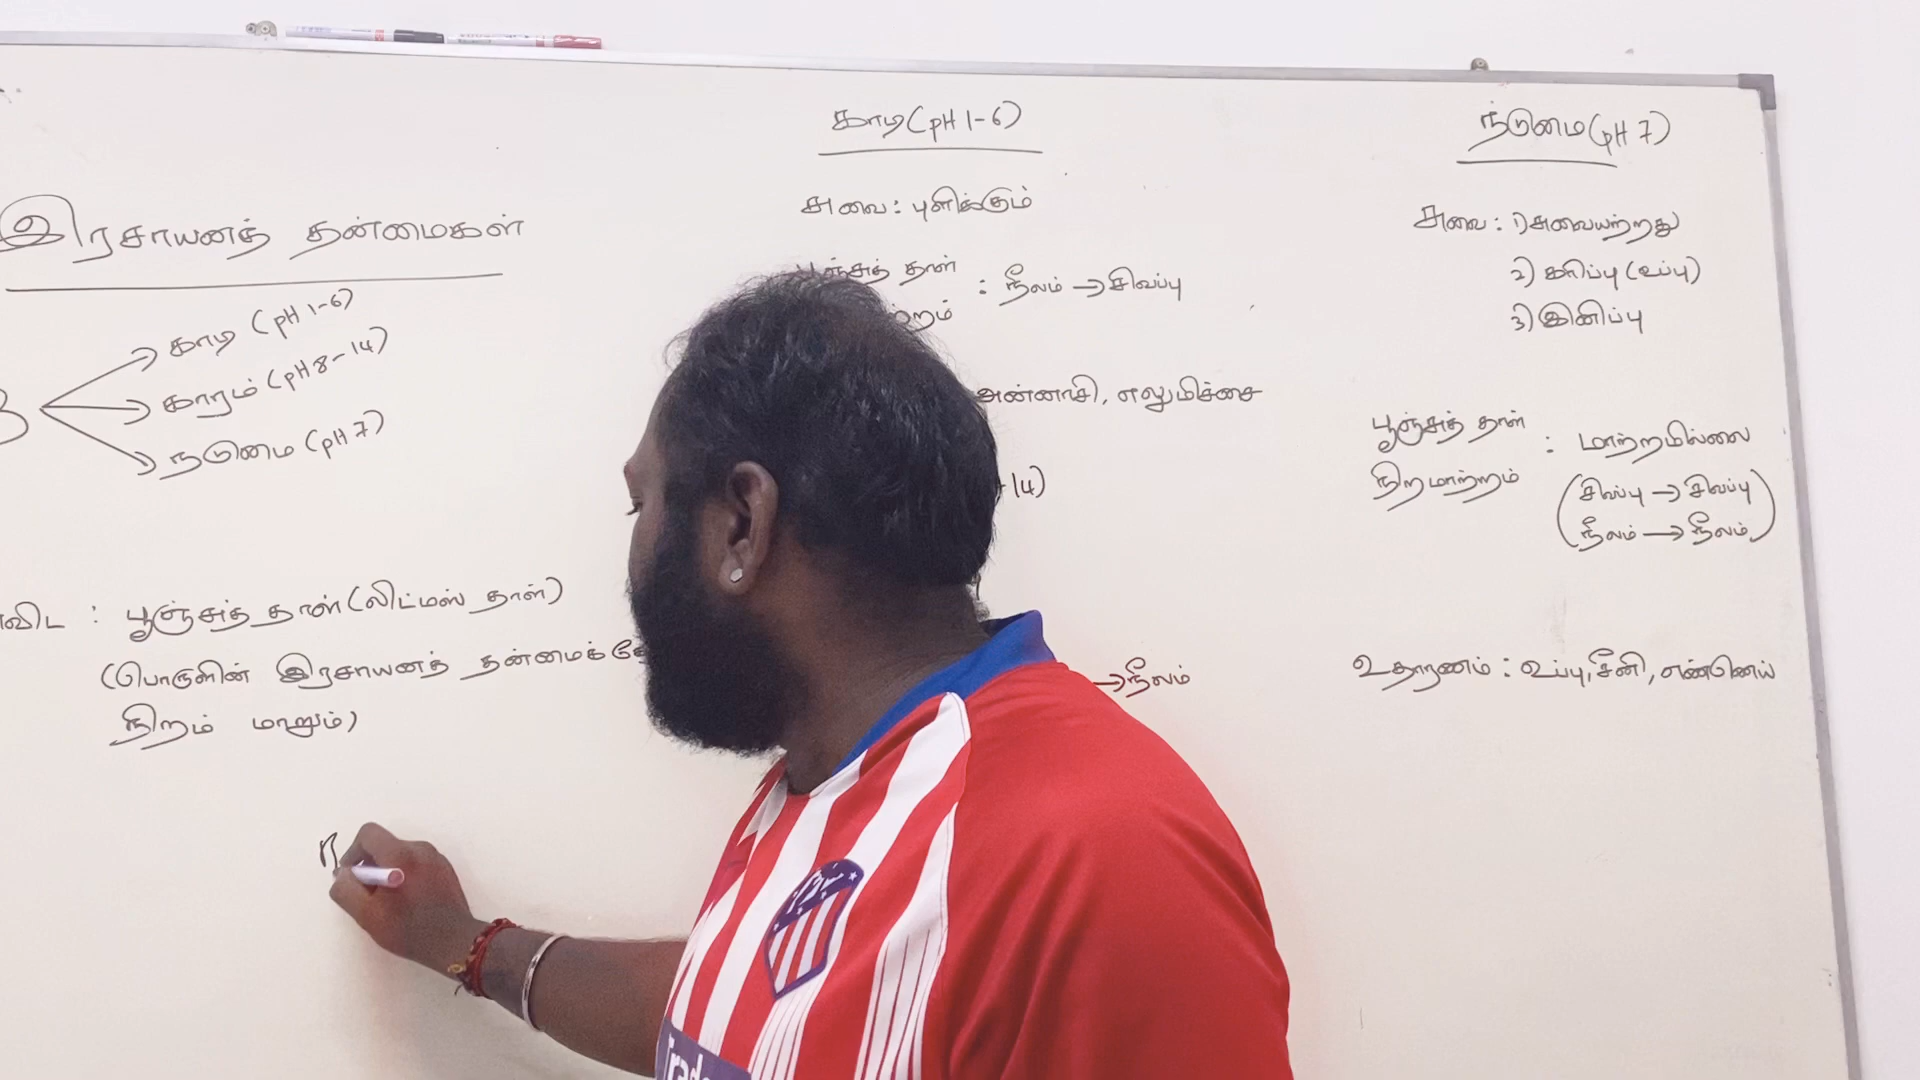 இரசாயனத் தன்மைகள்
3
காடி (pH 1-6)
காரம் (pH 8-14)
நடுமை (pH 7)
: பூஞ்சுத் தாள் (லிட்மஸ் தாள்)
(பொருளின் இரசாயனத் தன்மைக்கே
நிறம் மாறும்)
ந
காடி (pH 1-6)
சுவை : புளிக்கும்
பூஞ்சுத் தாள் : நீலம் → சிவப்பு
அன்னாசி, எலுமிச்சை
-14)
→ நீலம்
நடுமை (pH 7)
சுவை : 1) சுவையற்றது
2) கரிப்பு (உப்பு)
3) இனிப்பு
பூஞ்சுத் தாள்
நிறமாற்றம் : மாற்றமில்லை
(சிவப்பு → சிவப்பு
நீலம் → நீலம்)
உதாரணம் : உப்பு, சீனி, எண்ணெய்
Trade